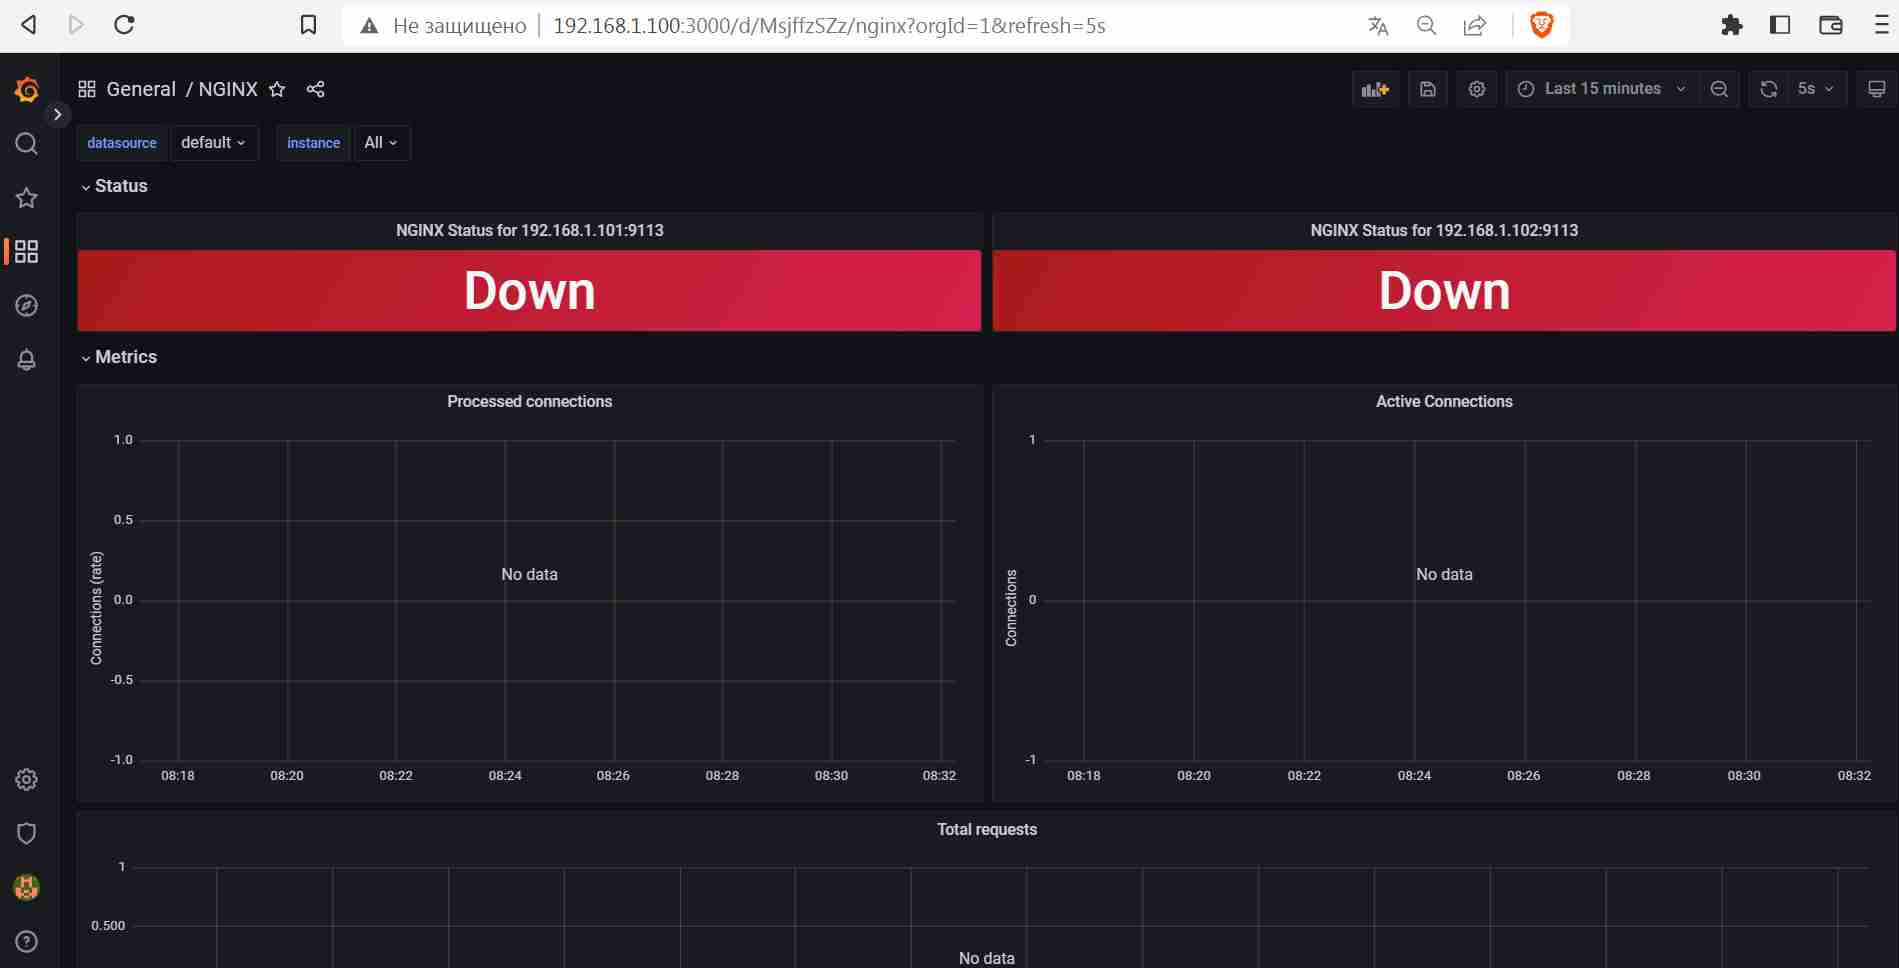 Не защищено 192.168.1.100:3000/d/MsjffzSZz/nginx?orgId=1&refresh=5s
General / NGINX
Last 15 minutes
5s
datasource default instance All
Status
NGINX Status for 192.168.1.101:9113
Down
NGINX Status for 192.168.1.102:9113
Down
Metrics
Processed connections
Connections (rate)
1.0
0.5
0.0
-0.5
-1.0
No data
08:18 08:20 08:22 08:24 08:26 08:28 08:30 08:32
Active Connections
Connections
1
0
-1
No data
08:18 08:20 08:22 08:24 08:26 08:28 08:30 08:32
Total requests
1
0.500
No data